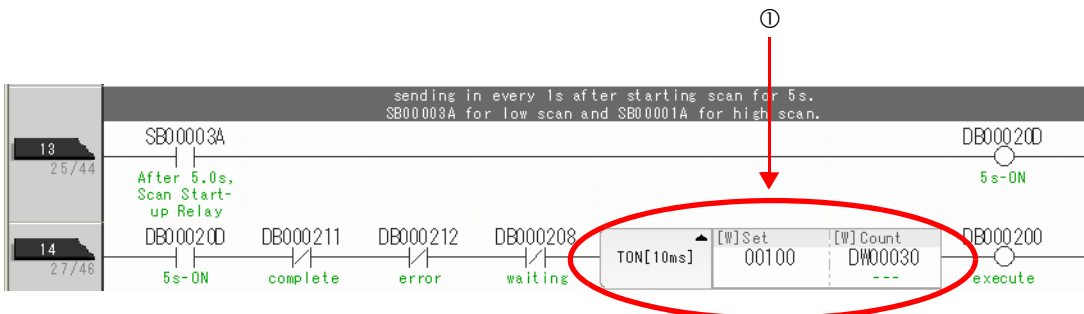 ①
sending in every 1s after starting scan for 5s.
SB00003A for low scan and SB00001A for high scan.
13
25/44
SB00003A
After 5.0s,
Scan Start-
up Relay
DB00020D
5s-ON
14
27/46
DB00020D
5s-ON
DB000211
complete
DB000212
error
DB000208
waiting
TON[10ms]
[W]Set
00100
[W]Count
DW00030
---
DB000200
execute